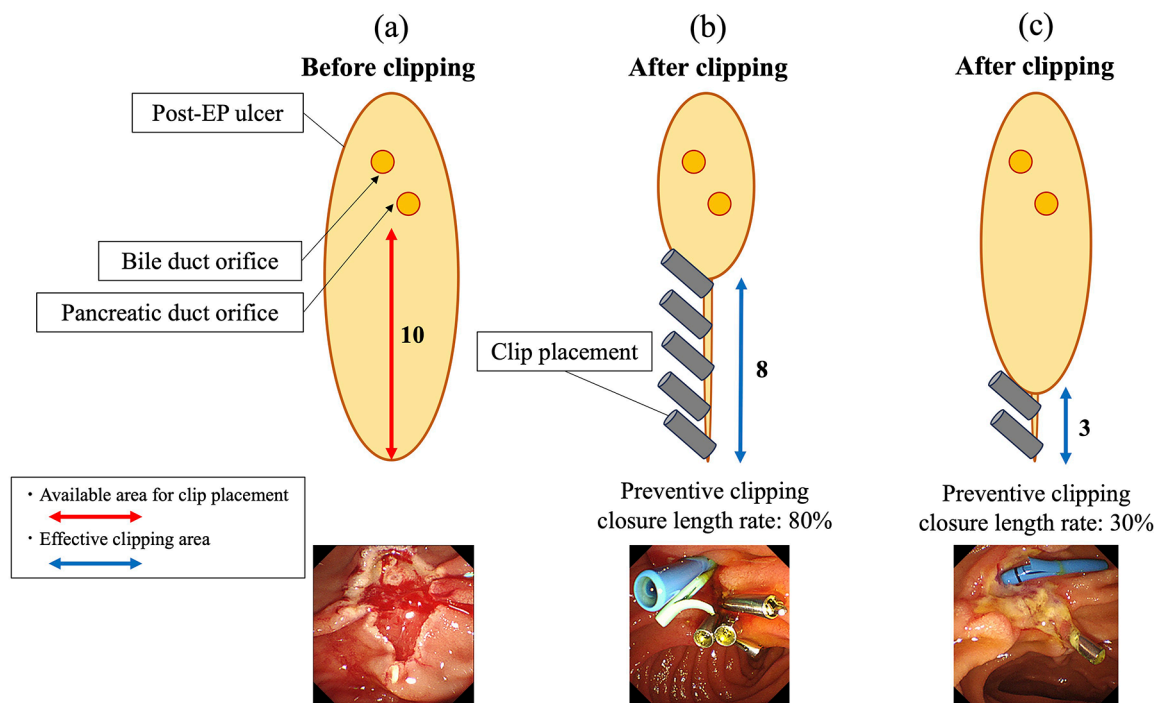 (a)
Before clipping
(b)
After clipping
(c)
After clipping
Post-EP ulcer
Bile duct orifice
Pancreatic duct orifice
10
Clip placement
8
3
・Available area for clip placement
・Effective clipping area
Preventive clipping
closure length rate: 80%
Preventive clipping
closure length rate: 30%